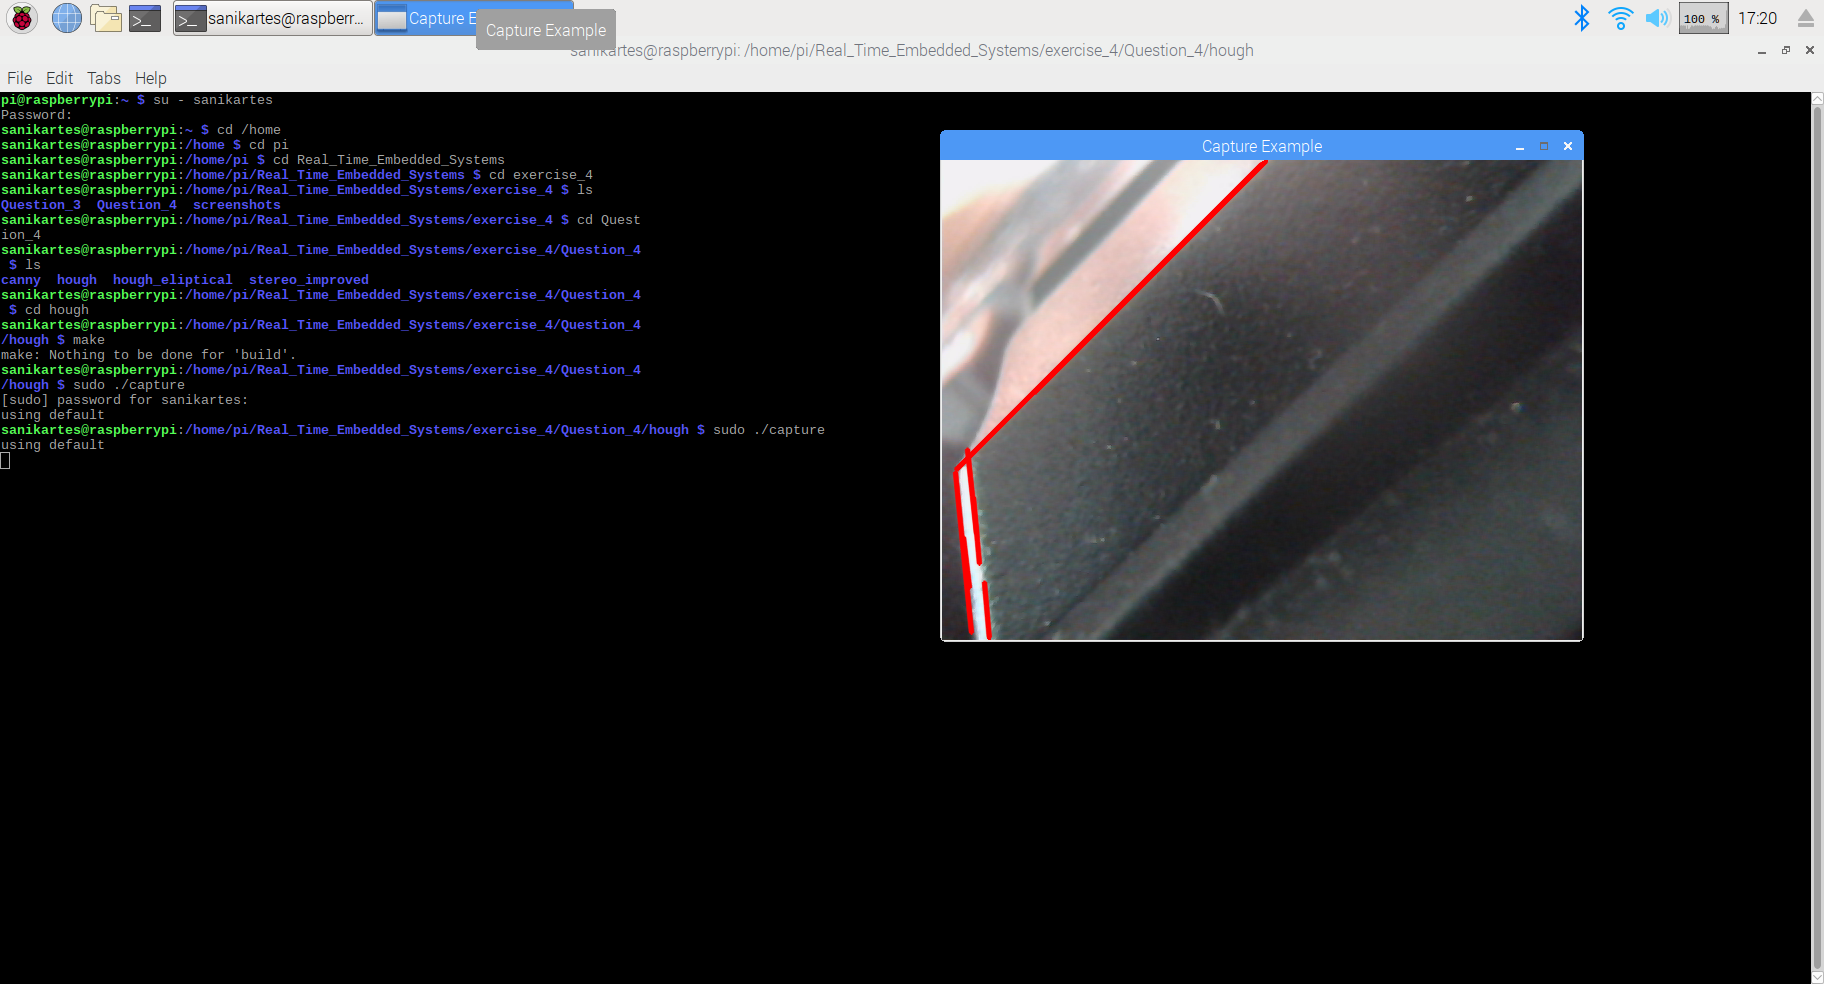 sanikartes@raspberr...
Capture E
Capture Example
100 %
17:20
sanikartes@raspberrypi: /home/pi/Real_Time_Embedded_Systems/exercise_4/Question_4/hough
File Edit Tabs Help
pi@raspberrypi:~ $ su - sanikartes
Password:
sanikartes@raspberrypi:~ $ cd /home
sanikartes@raspberrypi:/home $ cd pi
sanikartes@raspberrypi:/home/pi $ cd Real_Time_Embedded_Systems
sanikartes@raspberrypi:/home/pi/Real_Time_Embedded_Systems $ cd exercise_4
sanikartes@raspberrypi:/home/pi/Real_Time_Embedded_Systems/exercise_4 $ ls
Question_3  Question_4  screenshots
sanikartes@raspberrypi:/home/pi/Real_Time_Embedded_Systems/exercise_4 $ cd Quest
ion_4
sanikartes@raspberrypi:/home/pi/Real_Time_Embedded_Systems/exercise_4/Question_4
 $ ls
canny  hough  hough_eliptical  stereo_improved
sanikartes@raspberrypi:/home/pi/Real_Time_Embedded_Systems/exercise_4/Question_4
 $ cd hough
sanikartes@raspberrypi:/home/pi/Real_Time_Embedded_Systems/exercise_4/Question_4
/hough $ make
make: Nothing to be done for 'build'.
sanikartes@raspberrypi:/home/pi/Real_Time_Embedded_Systems/exercise_4/Question_4
/hough $ sudo ./capture
[sudo] password for sanikartes:
using default
sanikartes@raspberrypi:/home/pi/Real_Time_Embedded_Systems/exercise_4/Question_4/hough $ sudo ./capture
using default
Capture Example